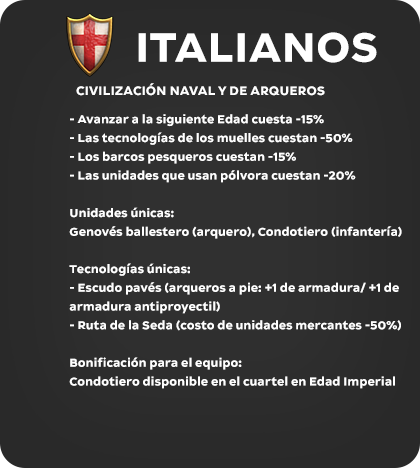 ITALIANOS
CIVILIZACIÓN NAVAL Y DE ARQUEROS
- Avanzar a la siguiente Edad cuesta -15%
- Las tecnologías de los muelles cuestan -50%
- Los barcos pesqueros cuestan -15%
- Las unidades que usan pólvora cuestan -20%
Unidades únicas:
Genovés ballestero (arquero), Condotiero (infantería)
Tecnologías únicas:
- Escudo pavés (arqueros a pie: +1 de armadura/ +1 de
armadura antiproyectil)
- Ruta de la Seda (costo de unidades mercantes -50%)
Bonificación para el equipo:
Condotiero disponible en el cuartel en Edad Imperial